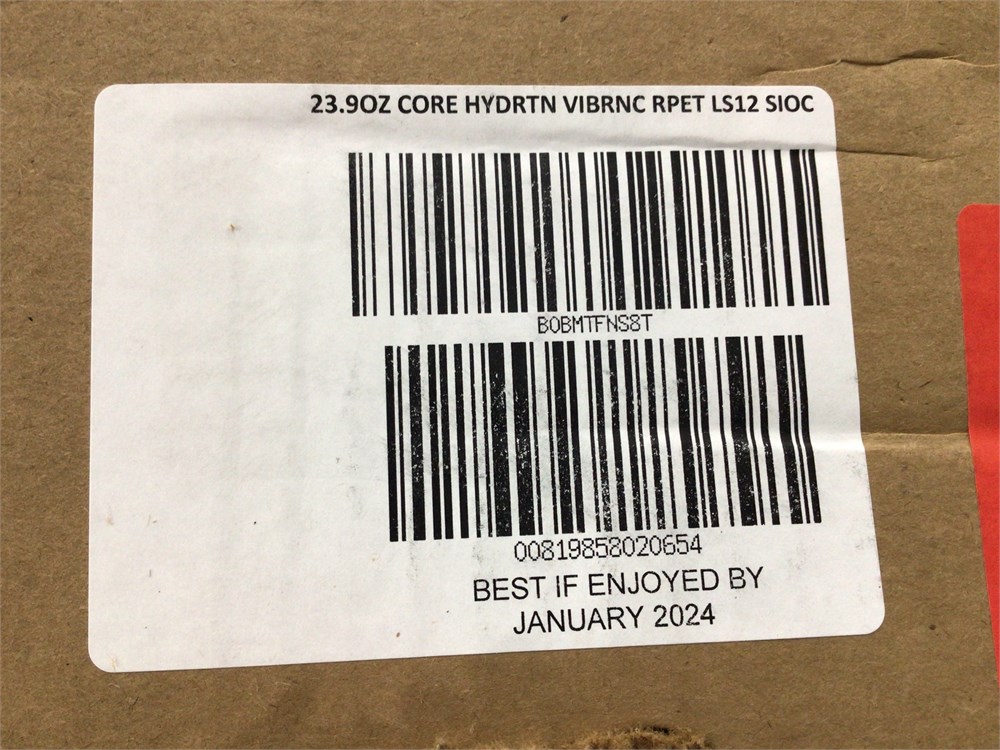 23.9OZ CORE HYDRTN VIBRNC RPET LS12 SIOC
B0BMTFNS8T
00819858020654
BEST IF ENJOYED BY
JANUARY 2024